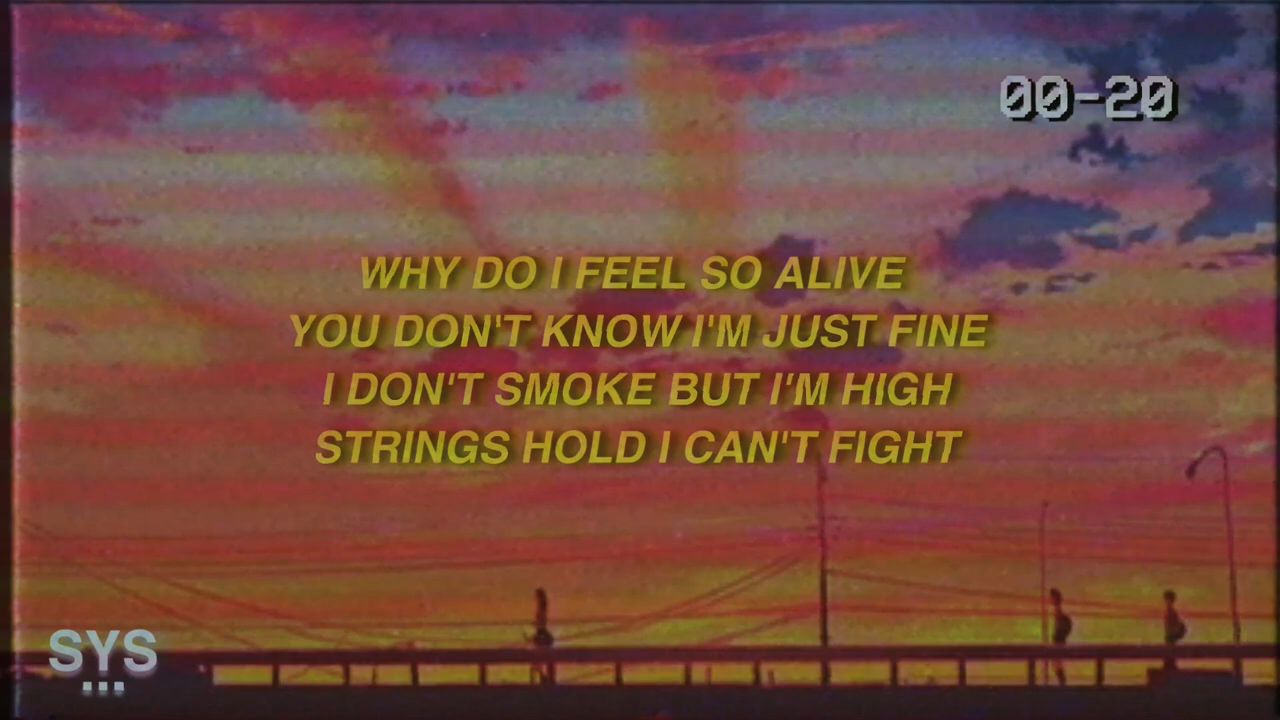 00-20
WHY DO I FEEL SO ALIVE
YOU DON'T KNOW I'M JUST FINE
I DON'T SMOKE BUT I'M HIGH
STRINGS HOLD I CAN'T FIGHT
SYS
...